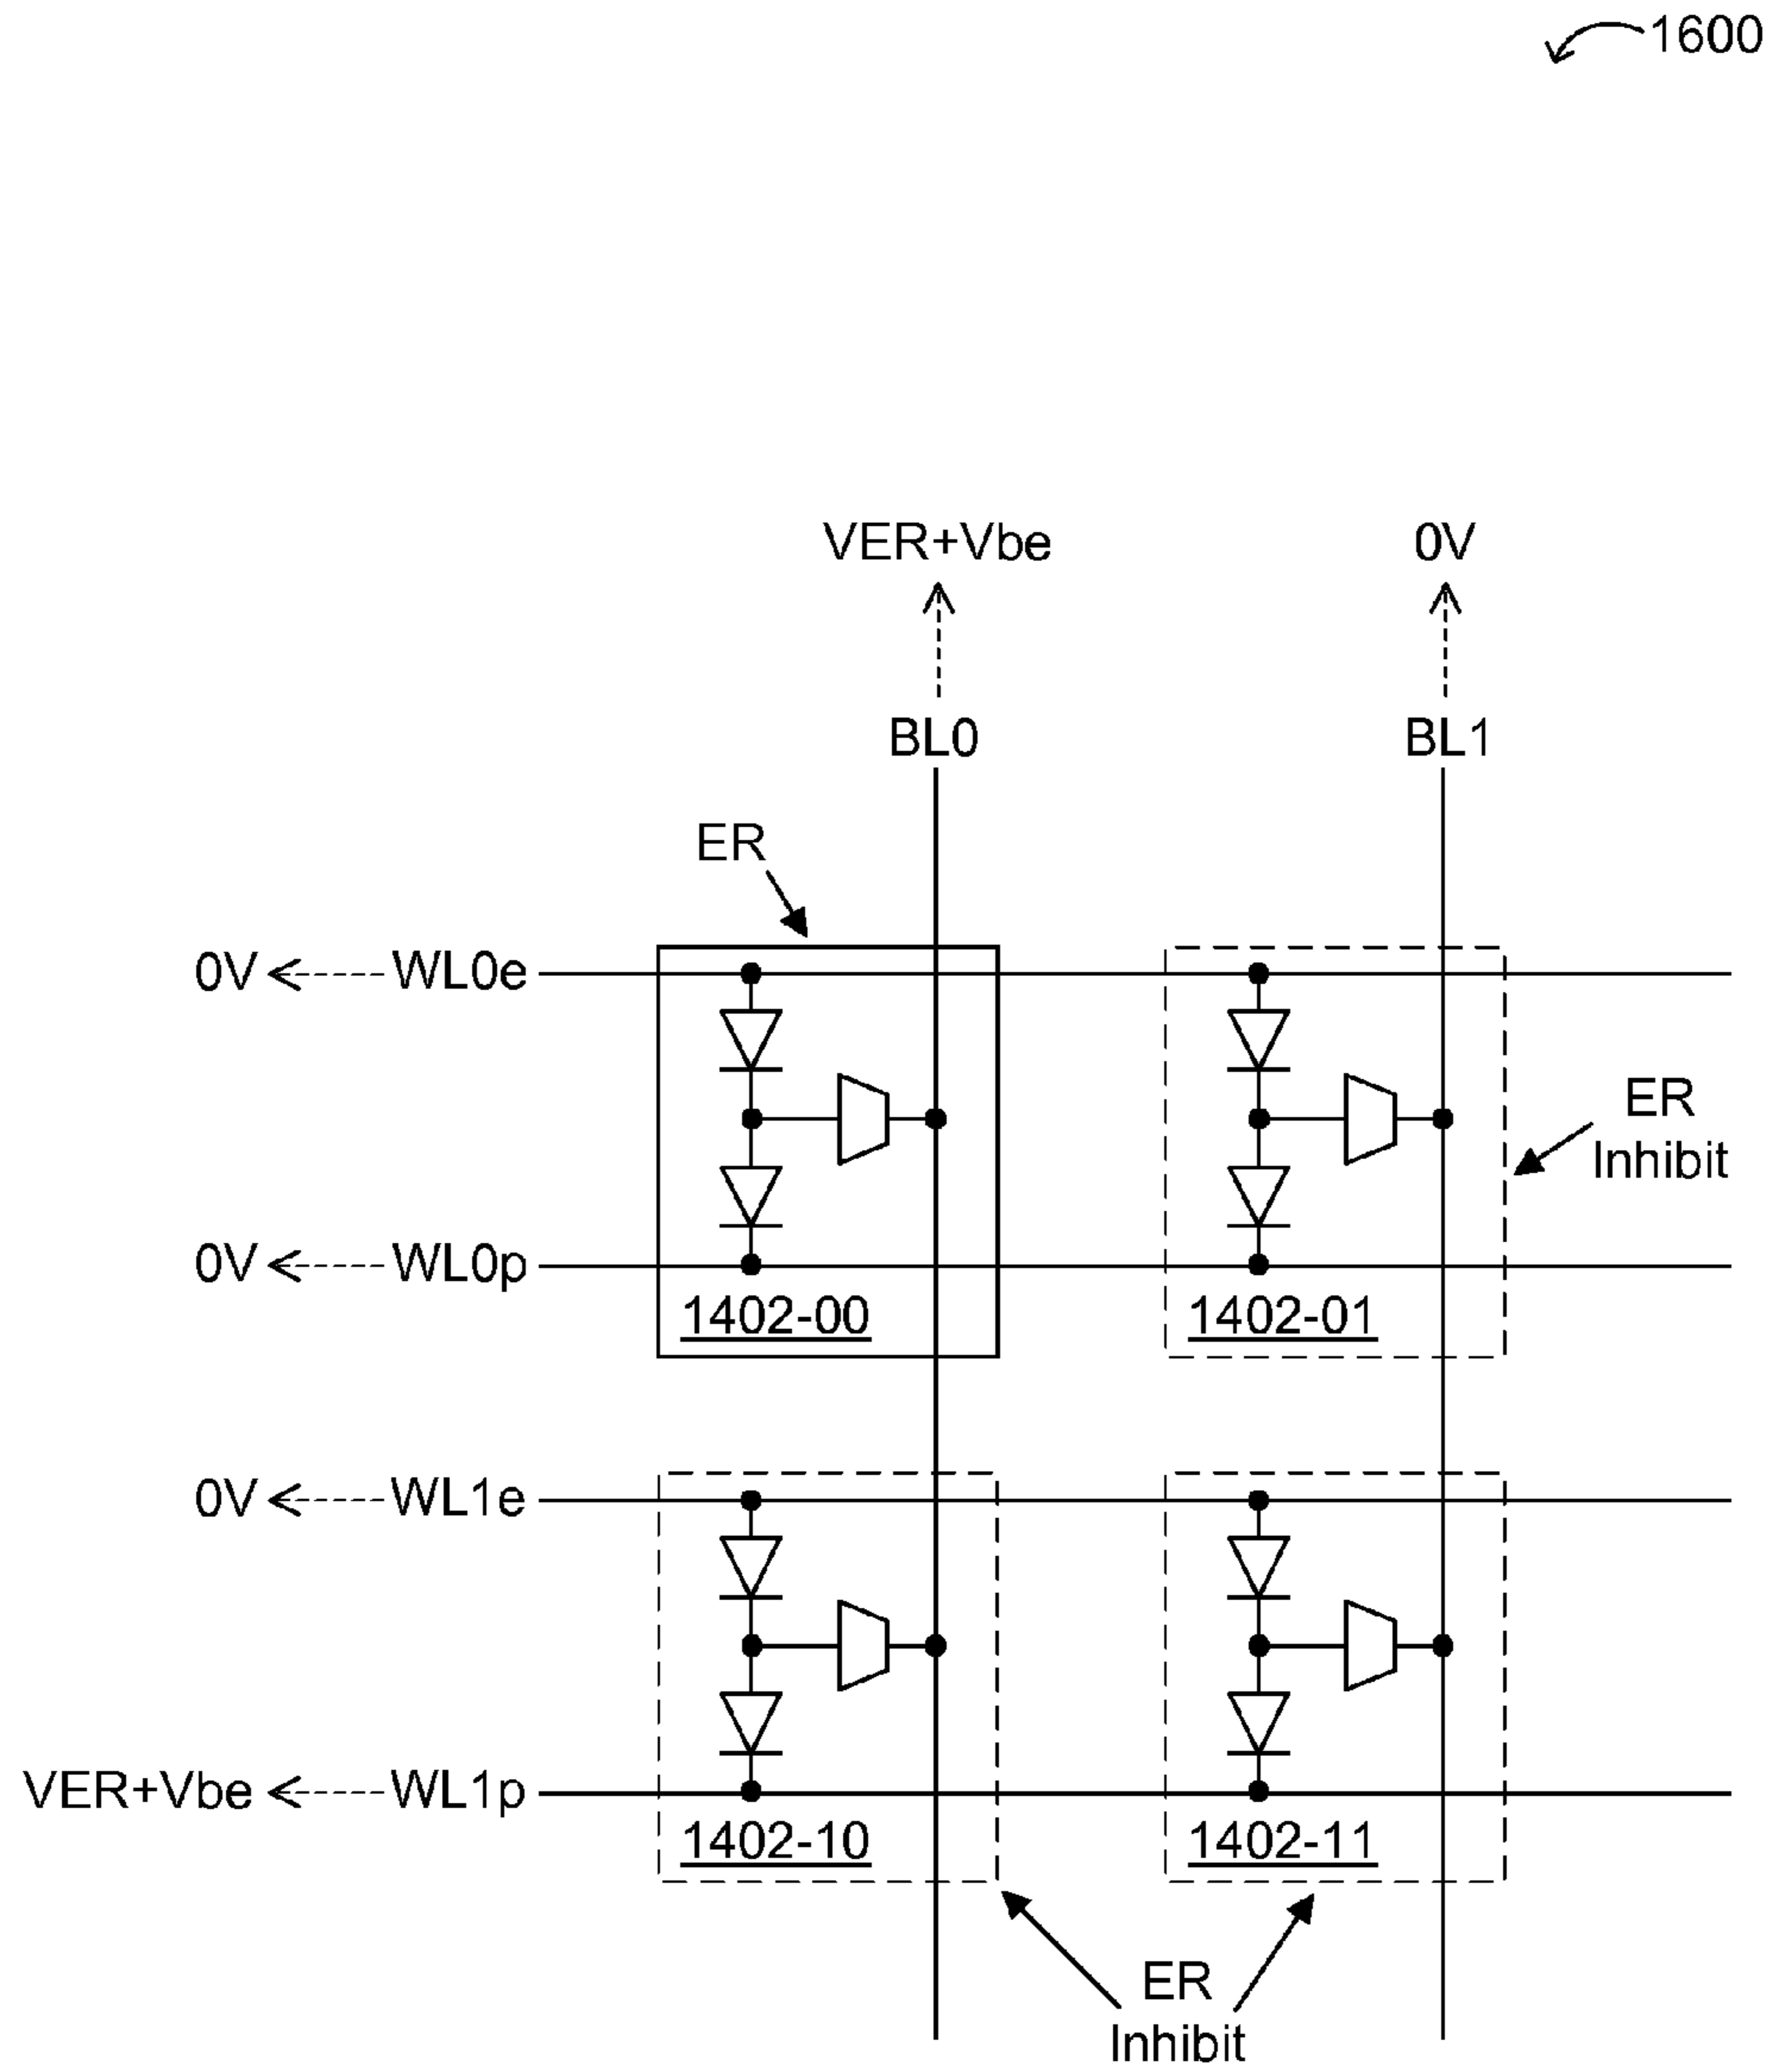 1600
VER+Vbe
0V
BL0
BL1
ER
0V
WL0e
ER
Inhibit
0V
WL0p
1402-00
1402-01
0V
WL1e
VER+Vbe
WL1p
1402-10
1402-11
ER
Inhibit